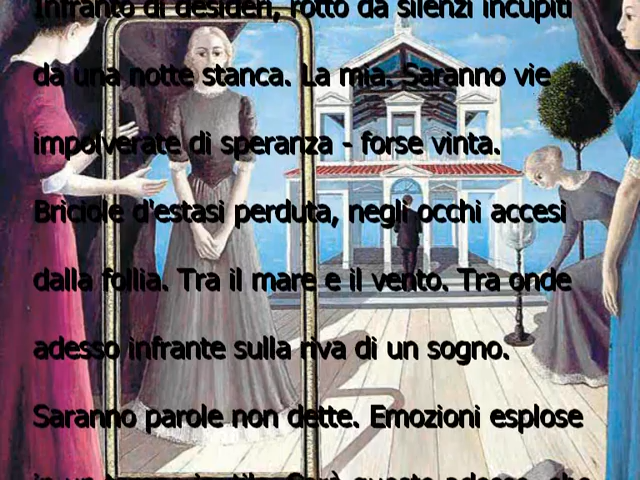 Infranto di desideri, rotto da silenzi incupiti
da una notte stanca. La mia. Saranno vie
impolverate di speranza - forse vinta.
Briciole d'estasi perduta, negli occhi accesi
dalla follia. Tra il mare e il vento. Tra onde
adesso infrante sulla riva di un sogno.
Saranno parole non dette. Emozioni esplose
in un